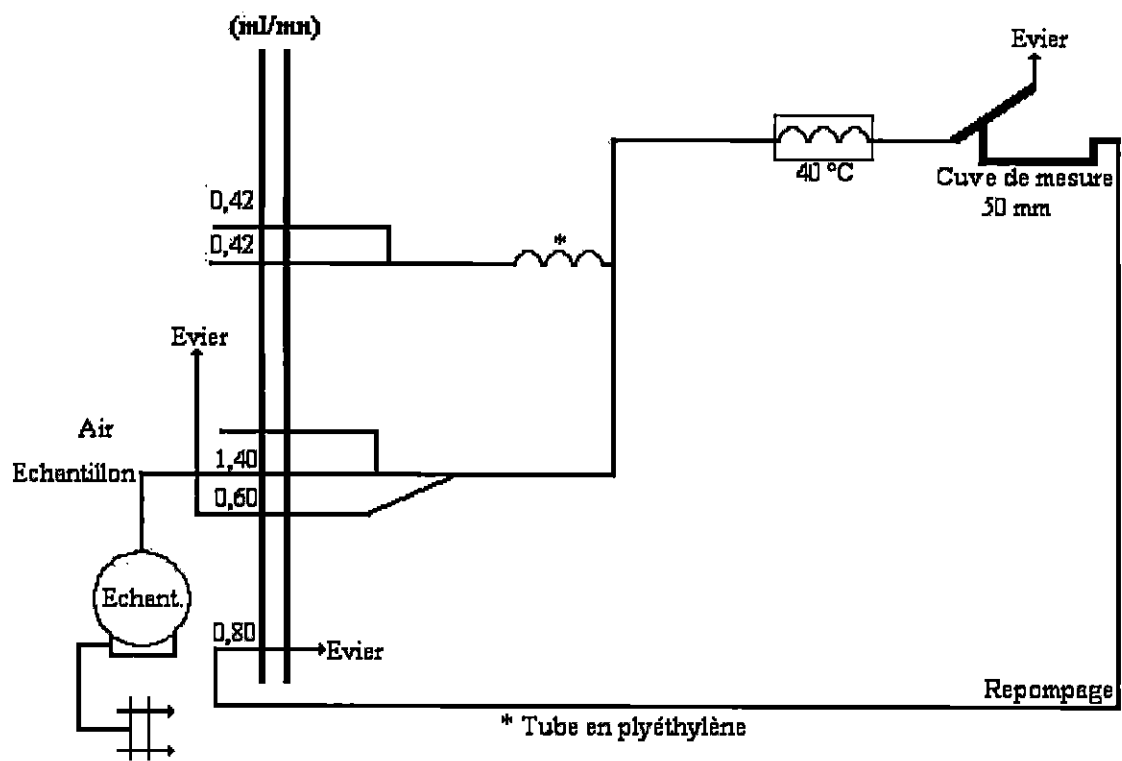 (ml/mn)
Evier
40 °C
Cuve de mesure
50 mm
0,42
0,42
*
Evier
Air
Echantillon
1,40
0,60
Echant.
0,80
Evier
Repompage
* Tube en plyéthylène